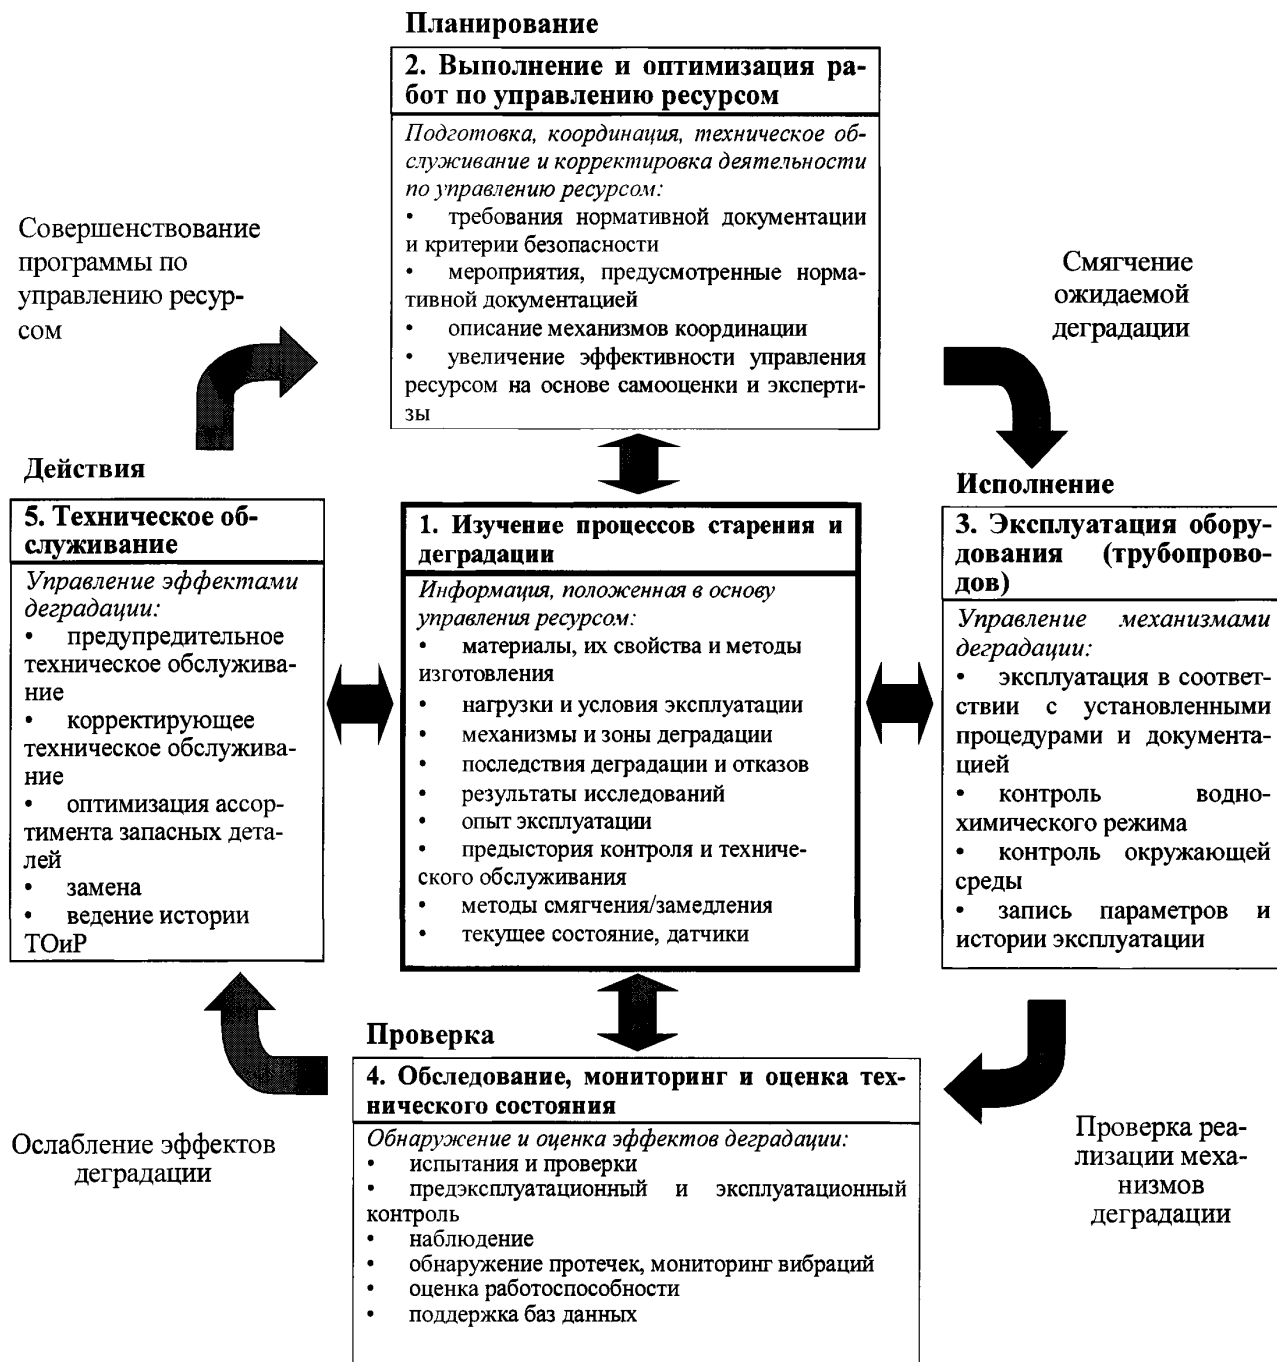 Планирование
2. Выполнение и оптимизация ра-
бот по управлению ресурсом
Подготовка, координация, техническое об-
служивание и корректировка деятельности
по управлению ресурсом:
• требования нормативной документации
и критерии безопасности
• мероприятия, предусмотренные норма-
тивной документацией
• описание механизмов координации
• увеличение эффективности управления
ресурсом на основе самооценки и эксперти-
зы
Совершенствование
программы по
управлению ресур-
сом
Смягчение
ожидаемой
деградации
Действия
5. Техническое об-
служивание
Управление эффектами
деградации:
• предупредительное
техническое обслужива-
ние
• корректирующее
техническое обслужива-
ние
• оптимизация ассор-
тимента запасных дета-
лей
• замена
• ведение истории
ТОиР
1. Изучение процессов старения и
деградации
Информация, положенная в основу
управления ресурсом:
• материалы, их свойства и методы
изготовления
• нагрузки и условия эксплуатации
• механизмы и зоны деградации
• последствия деградации и отказов
• результаты исследований
• опыт эксплуатации
• предыстория контроля и техниче-
ского обслуживания
• методы смягчения/замедления
• текущее состояние, датчики
Исполнение
3. Эксплуатация обору-
дования (трубопрово-
дов)
Управление механизмами
деградации:
• эксплуатация в соответ-
ствии с установленными
процедурами и документа-
цией
• контроль водно-
химического режима
• контроль окружающей
среды
• запись параметров и
истории эксплуатации
Проверка
4. Обследование, мониторинг и оценка тех-
нического состояния
Обнаружение и оценка эффектов деградации:
• испытания и проверки
• предэксплуатационный и эксплуатационный
контроль
• наблюдение
• обнаружение протечек, мониторинг вибраций
• оценка работоспособности
• поддержка баз данных
Ослабление эффектов
деградации
Проверка реа-
лизации меха-
низмов
деградации